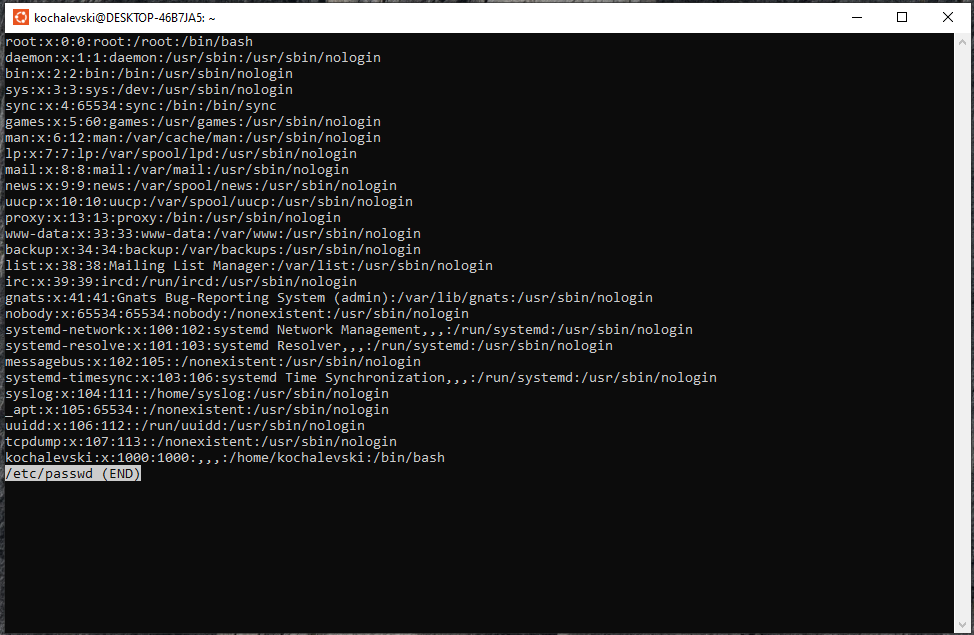 kochalevski@DESKTOP-46B7JA5: ~
root:x:0:0:root:/root:/bin/bash
daemon:x:1:1:daemon:/usr/sbin:/usr/sbin/nologin
bin:x:2:2:bin:/bin:/usr/sbin/nologin
sys:x:3:3:sys:/dev:/usr/sbin/nologin
sync:x:4:65534:sync:/bin:/bin/sync
games:x:5:60:games:/usr/games:/usr/sbin/nologin
man:x:6:12:man:/var/cache/man:/usr/sbin/nologin
lp:x:7:7:lp:/var/spool/lpd:/usr/sbin/nologin
mail:x:8:8:mail:/var/mail:/usr/sbin/nologin
news:x:9:9:news:/var/spool/news:/usr/sbin/nologin
uucp:x:10:10:uucp:/var/spool/uucp:/usr/sbin/nologin
proxy:x:13:13:proxy:/bin:/usr/sbin/nologin
www-data:x:33:33:www-data:/var/www:/usr/sbin/nologin
backup:x:34:34:backup:/var/backups:/usr/sbin/nologin
list:x:38:38:Mailing List Manager:/var/list:/usr/sbin/nologin
irc:x:39:39:ircd:/run/ircd:/usr/sbin/nologin
gnats:x:41:41:Gnats Bug-Reporting System (admin):/var/lib/gnats:/usr/sbin/nologin
nobody:x:65534:65534:nobody:/nonexistent:/usr/sbin/nologin
systemd-network:x:100:102:systemd Network Management,,,:/run/systemd:/usr/sbin/nologin
systemd-resolve:x:101:103:systemd Resolver,,,:/run/systemd:/usr/sbin/nologin
messagebus:x:102:105::/nonexistent:/usr/sbin/nologin
systemd-timesync:x:103:106:systemd Time Synchronization,,,:/run/systemd:/usr/sbin/nologin
syslog:x:104:111::/home/syslog:/usr/sbin/nologin
_apt:x:105:65534::/nonexistent:/usr/sbin/nologin
uuidd:x:106:112::/run/uuidd:/usr/sbin/nologin
tcpdump:x:107:113::/nonexistent:/usr/sbin/nologin
kochalevski:x:1000:1000:,,,:/home/kochalevski:/bin/bash
/etc/passwd (END)